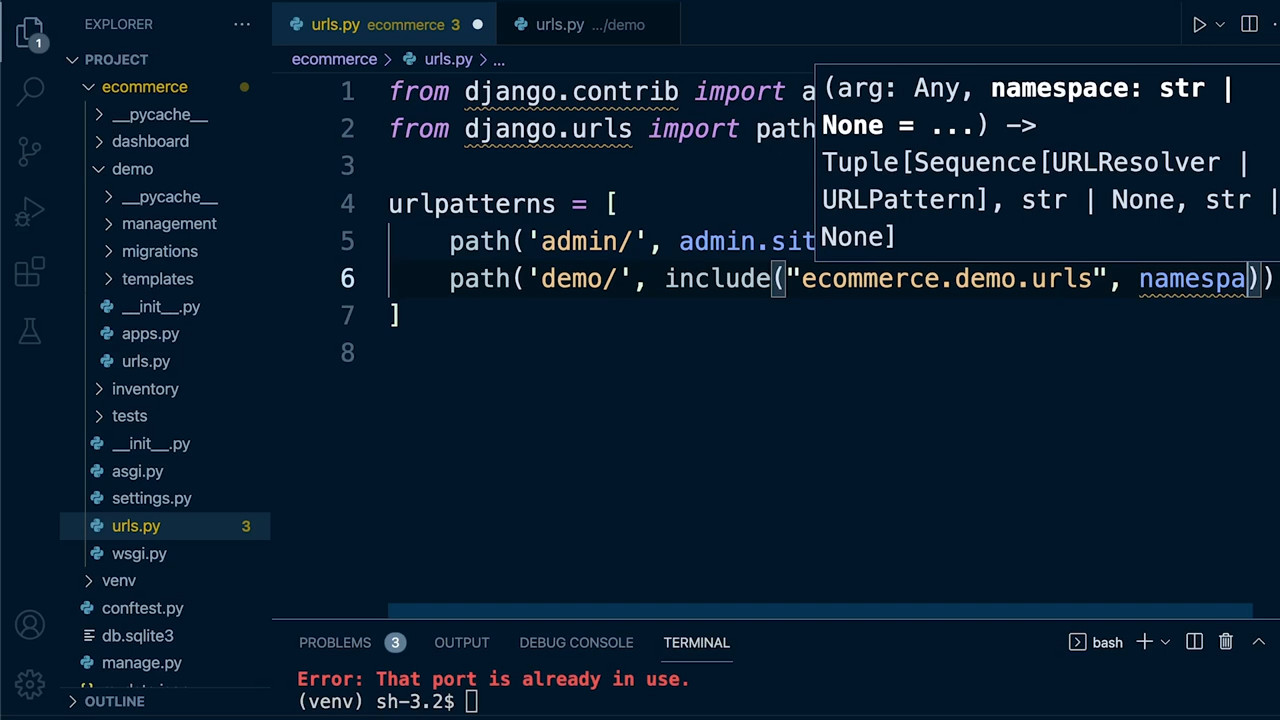 EXPLORER
···
urls.py ecommerce 3
urls.py .../demo
1
PROJECT
ecommerce
__pycache__
dashboard
demo
__pycache__
management
migrations
templates
__init__.py
apps.py
urls.py
inventory
tests
__init__.py
asgi.py
settings.py
urls.py 3
wsgi.py
venv
conftest.py
db.sqlite3
manage.py
OUTLINE
ecommerce > urls.py > ...
1 from django.contrib import a
2 from django.urls import path
3
4 urlpatterns = [
5 path('admin/', admin.sit
6 path('demo/', include("ecommerce.demo.urls", namespa))
7 ]
8
(arg: Any, namespace: str |
None = ...) ->
Tuple[Sequence[URLResolver |
URLPattern], str | None, str |
None]
PROBLEMS 3 OUTPUT DEBUG CONSOLE TERMINAL
bash
Error: That port is already in use.
(venv) sh-3.2$